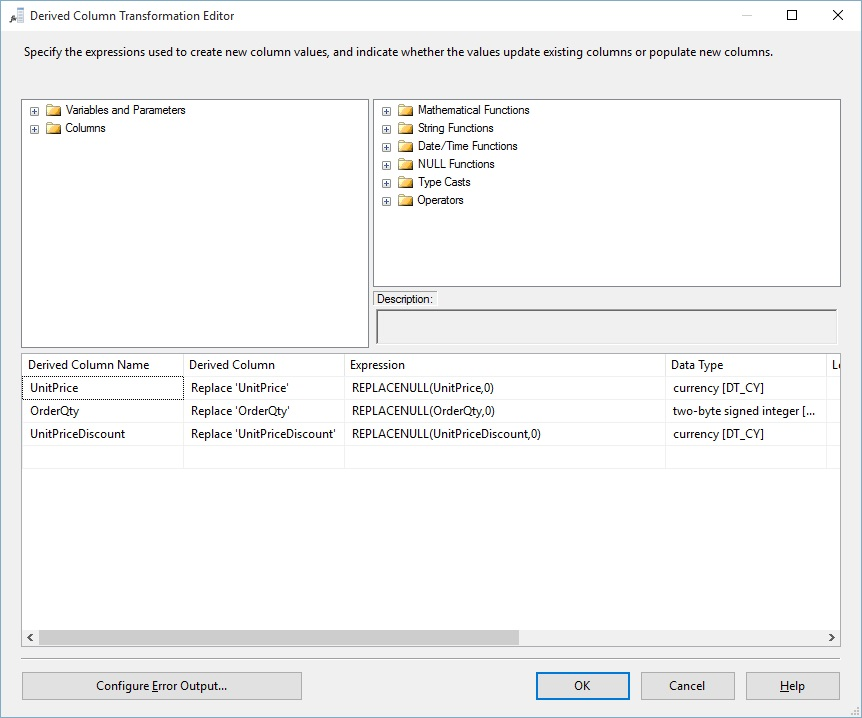 Derived Column Transformation Editor
Specify the expressions used to create new column values, and indicate whether the values update existing columns or populate new columns.
Variables and Parameters
Columns
Mathematical Functions
String Functions
Date/Time Functions
NULL Functions
Type Casts
Operators
Description:
Derived Column Name Derived Column Expression Data Type Le
UnitPrice Replace 'UnitPrice' REPLACENULL(UnitPrice,0) currency [DT_CY]
OrderQty Replace 'OrderQty' REPLACENULL(OrderQty,0) two-byte signed integer [...
UnitPriceDiscount Replace 'UnitPriceDiscount' REPLACENULL(UnitPriceDiscount,0) currency [DT_CY]
Configure Error Output... OK Cancel Help